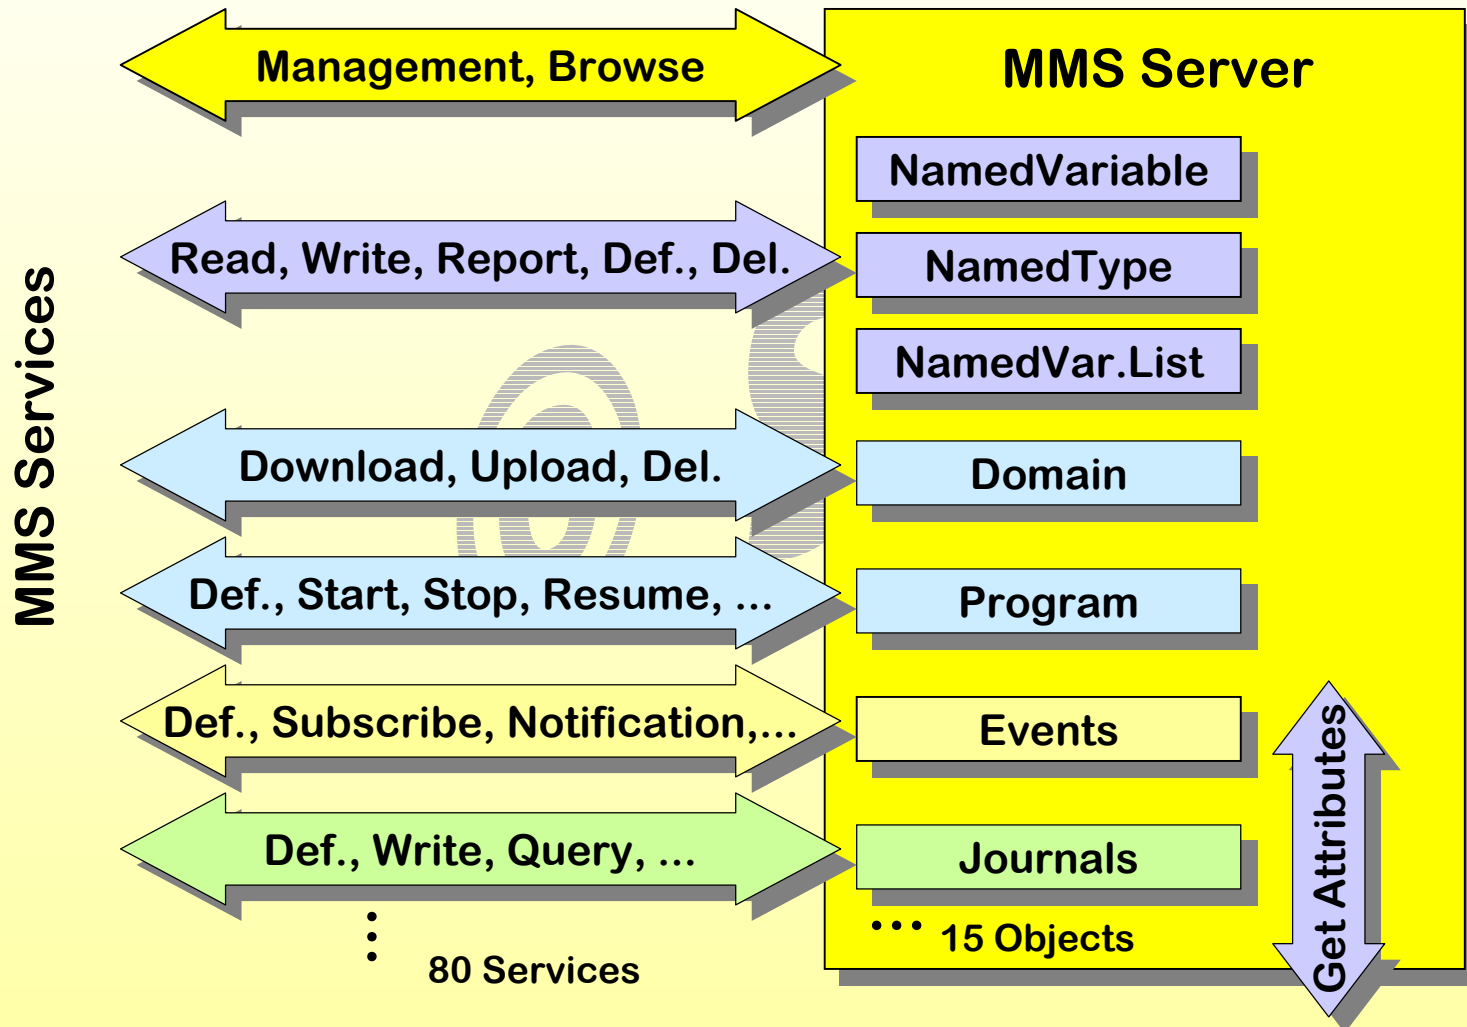 Management, Browse
MMS Server
NamedVariable
Read, Write, Report, Def., Del.
NamedType
NamedVar.List
MMS Services
Download, Upload, Del.
Domain
Def., Start, Stop, Resume, ...
Program
Def., Subscribe, Notification,...
Events
Def., Write, Query, ...
Journals
Get Attributes
... 15 Objects
... 80 Services